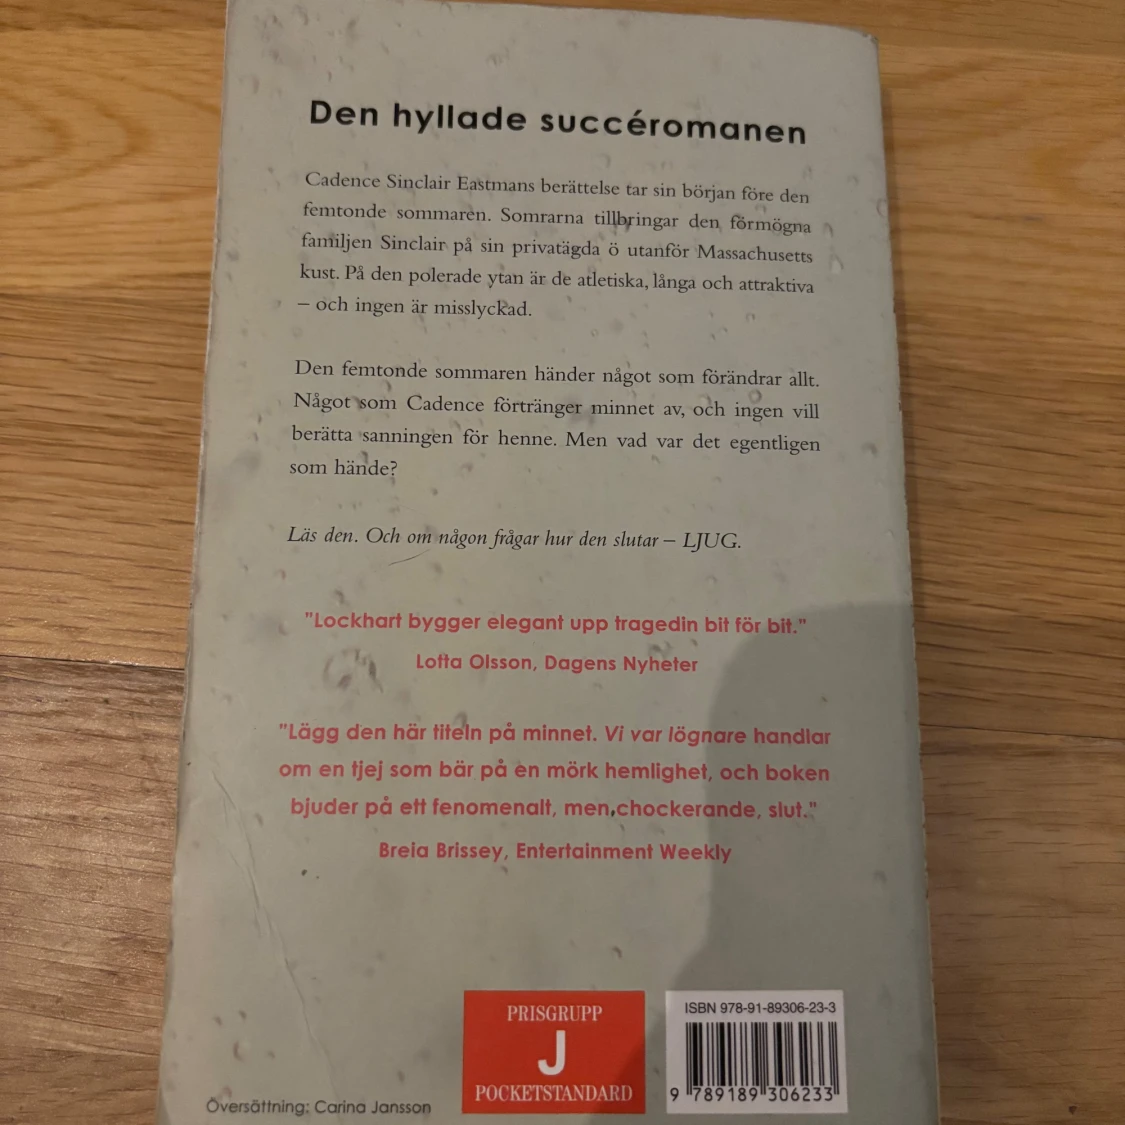 Den hyllade succéromanen
Cadence Sinclair Eastmans berättelse tar sin början före den
femtonde sommaren. Somrarna tillbringar den förmögna
familjen Sinclair på sin privatägda ö utanför Massachusetts
kust. På den polerade ytan är de atletiska, långa och attraktiva
– och ingen är misslyckad.
Den femtonde sommaren händer något som förändrar allt.
Något som Cadence förtränger minnet av, och ingen vill
berätta sanningen för henne. Men vad var det egentligen
som hände?
Läs den. Och om någon frågar hur den slutar – LJUG.
"Lockhart bygger elegant upp tragedin bit för bit."
Lotta Olsson, Dagens Nyheter
"Lägg den här titeln på minnet. Vi var lögnare handlar
om en tjej som bär på en mörk hemlighet, och boken
bjuder på ett fenomenalt, men chockerande, slut."
Breia Brissey, Entertainment Weekly
PRISGRUPP
J
POCKETSTANDARD
ISBN 978-91-89306-23-3
9 789189 306233
Översättning: Carina Jansson